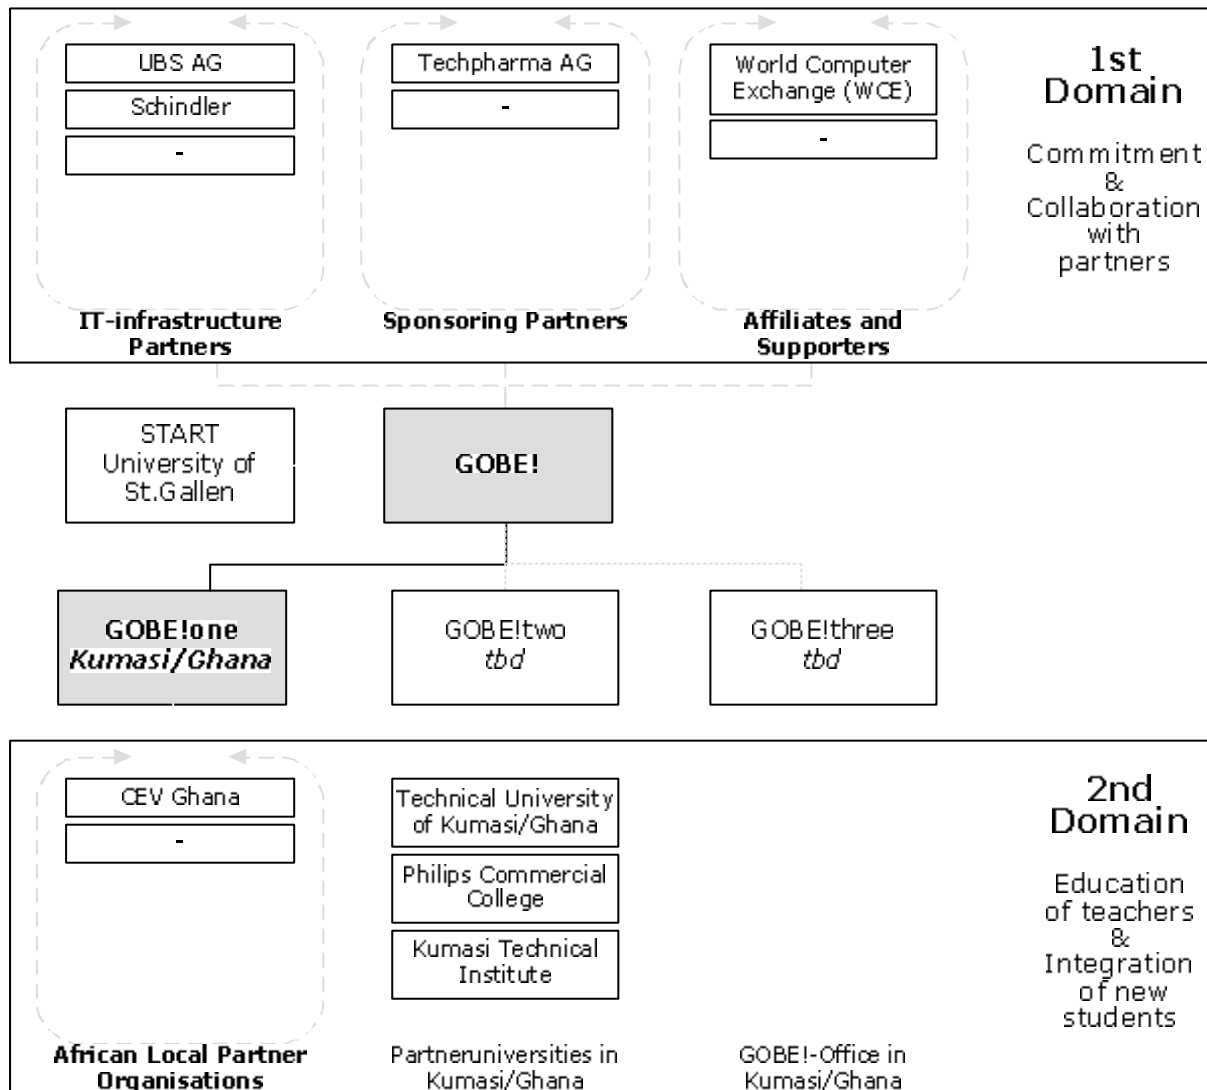 UBS AG
Schindler
-
IT-infrastructure
Partners
Techpharma AG
-
Sponsoring Partners
World Computer
Exchange (WCE)
-
Affiliates and
Supporters
1st
Domain
Commitment
&
Collaboration
with
partners
START
University of
St.Gallen
GOBE!
GOBE!one
Kumasi/Ghana
GOBE!two
tbd
GOBE!three
tbd
CEV Ghana
-
African Local Partner
Organisations
Technical University
of Kumasi/Ghana
Philips Commercial
College
Kumasi Technical
Institute
Partneruniversities in
Kumasi/Ghana
GOBE!-Office in
Kumasi/Ghana
2nd
Domain
Education
of teachers
&
Integration
of new
students